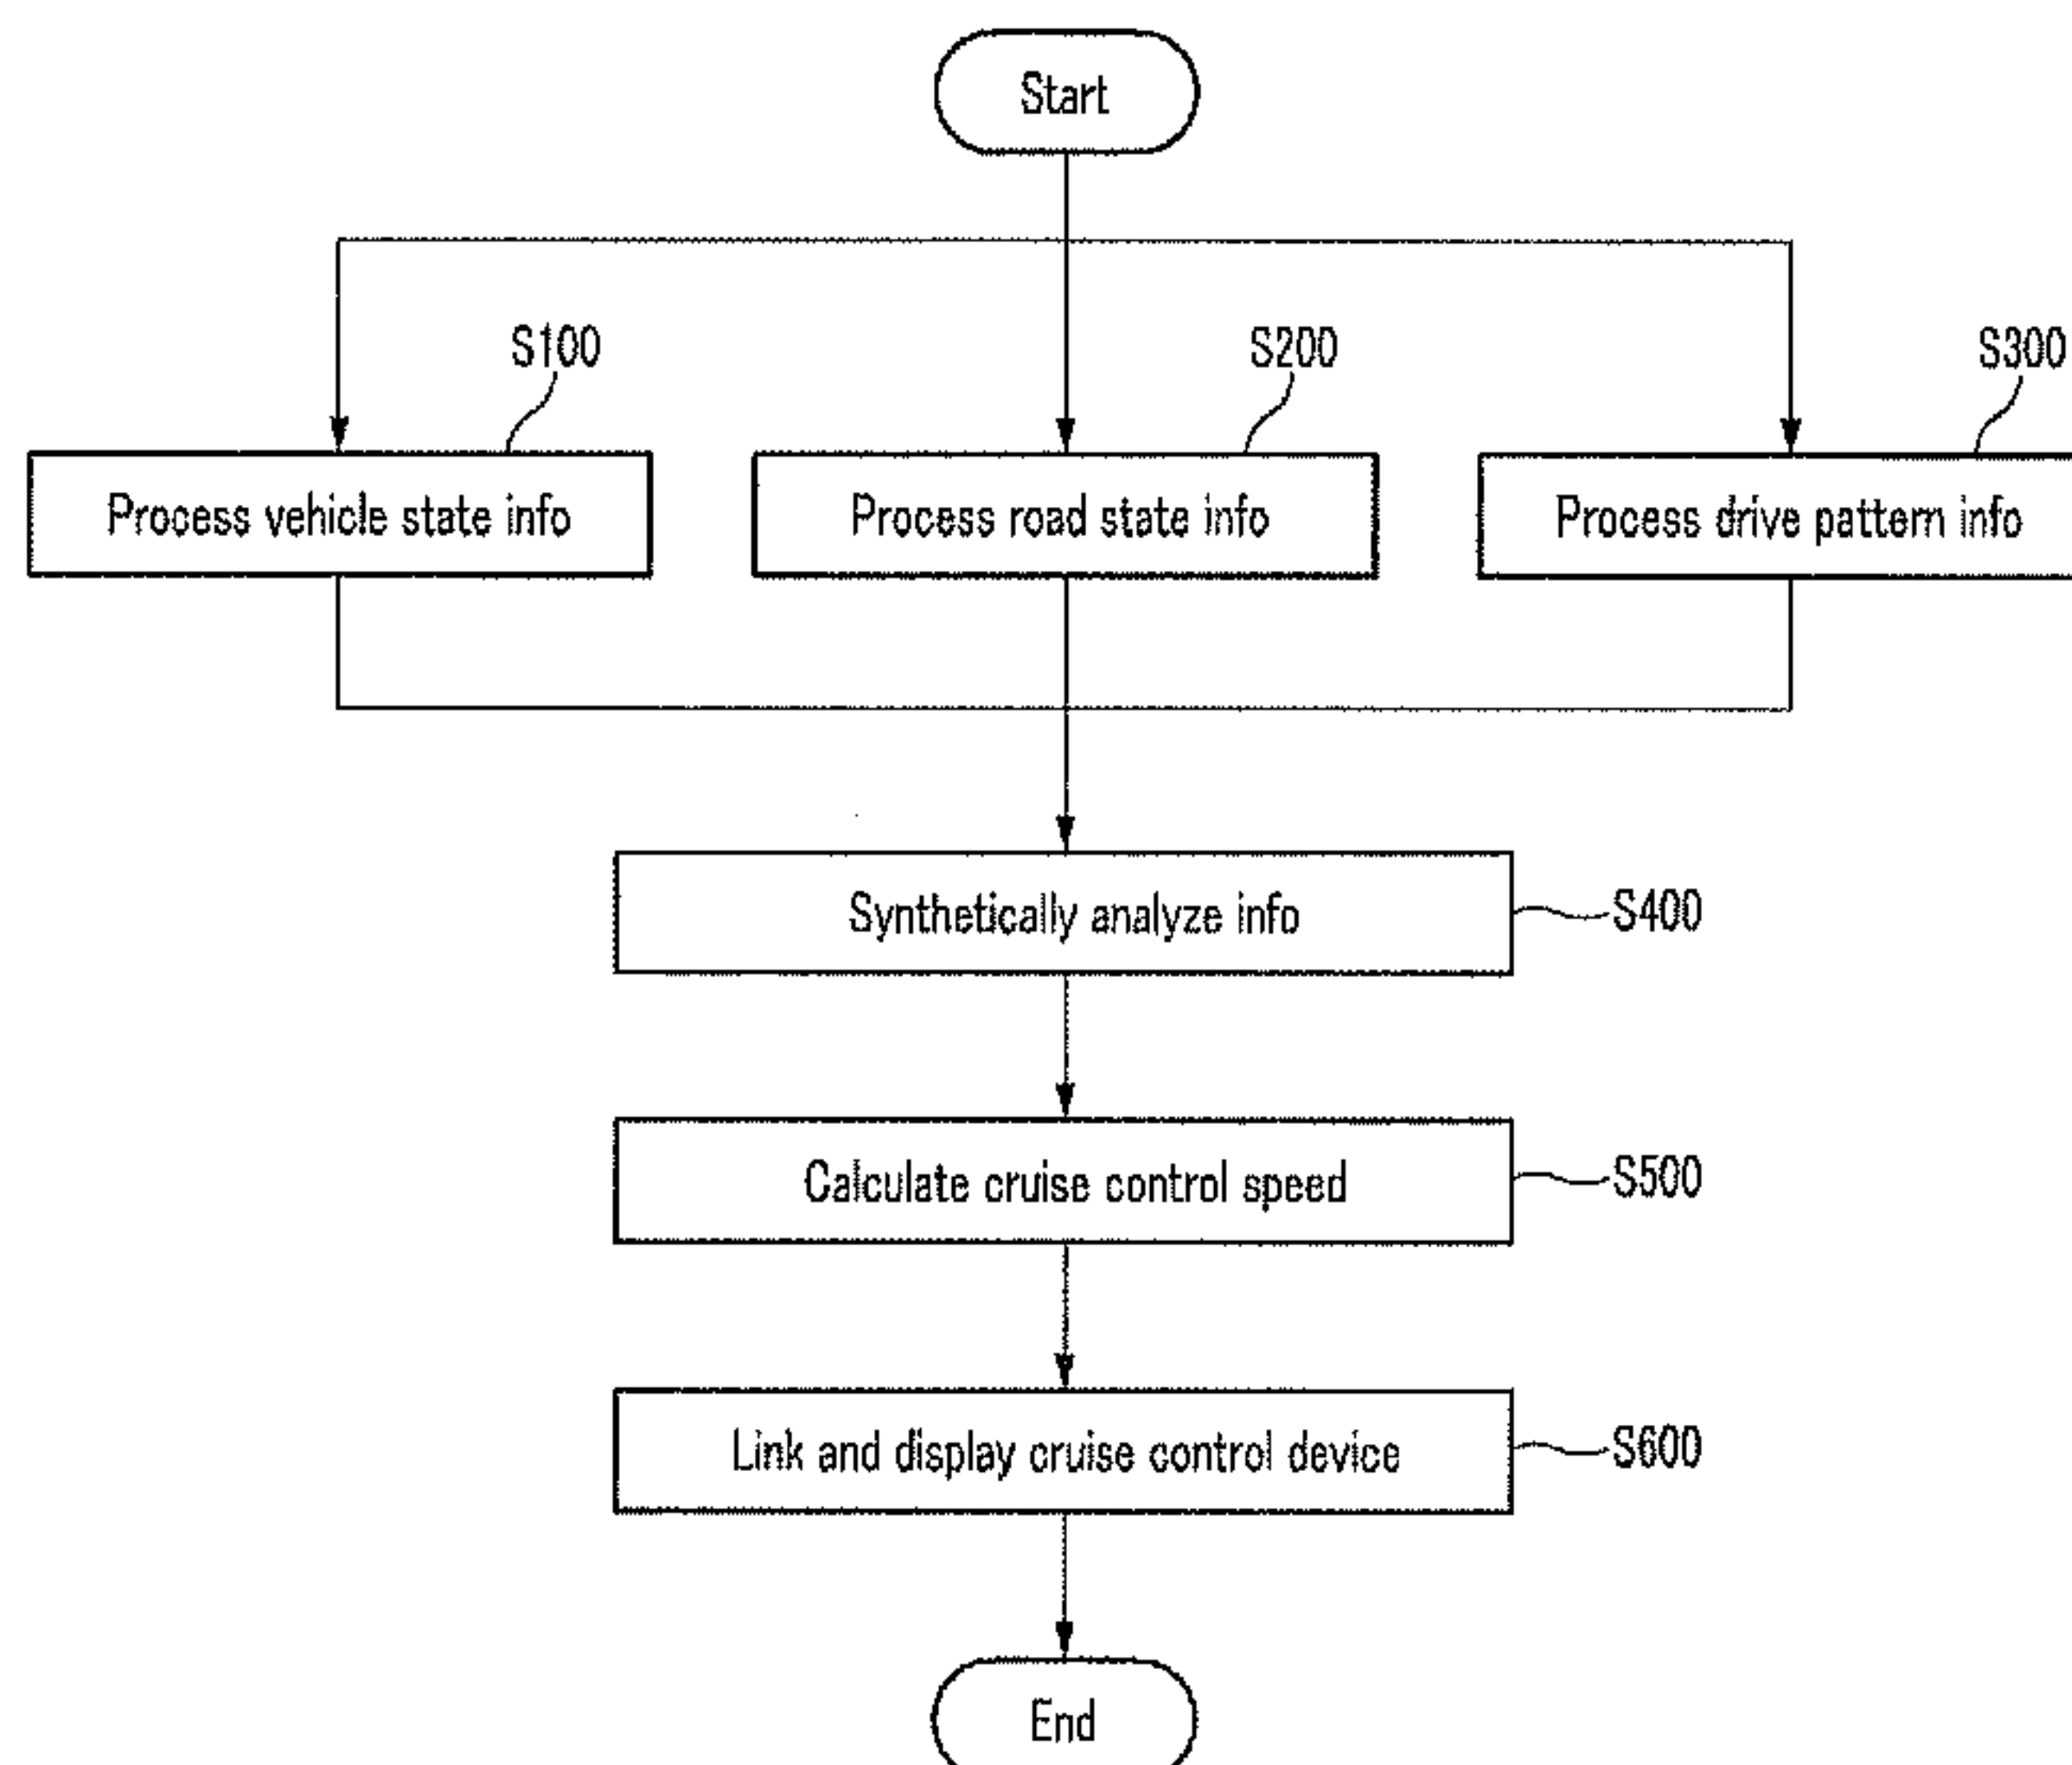 Start
S100
S200
S300
Process vehicle state info
Process road state info
Process drive pattern info
Synthetically analyze info
S400
Calculate cruise control speed
S500
Link and display cruise control device
S600
End